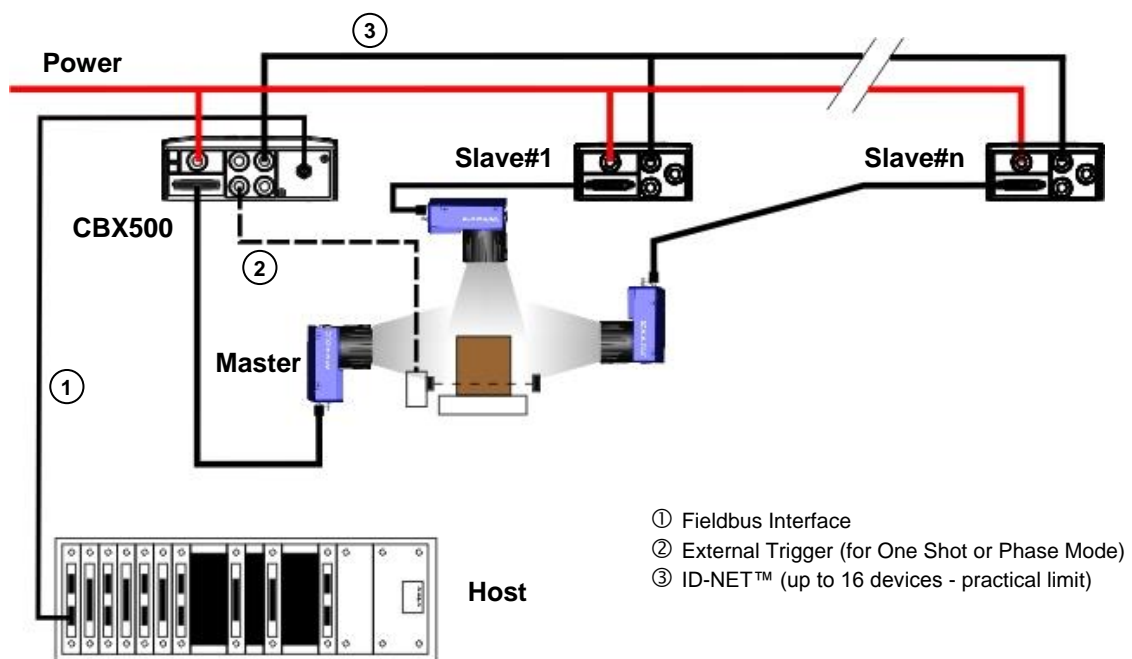 ③
Power
Slave#1
Slave#n
CBX500
②
Master
①
① Fieldbus Interface
② External Trigger (for One Shot or Phase Mode)
③ ID-NET™ (up to 16 devices - practical limit)
Host